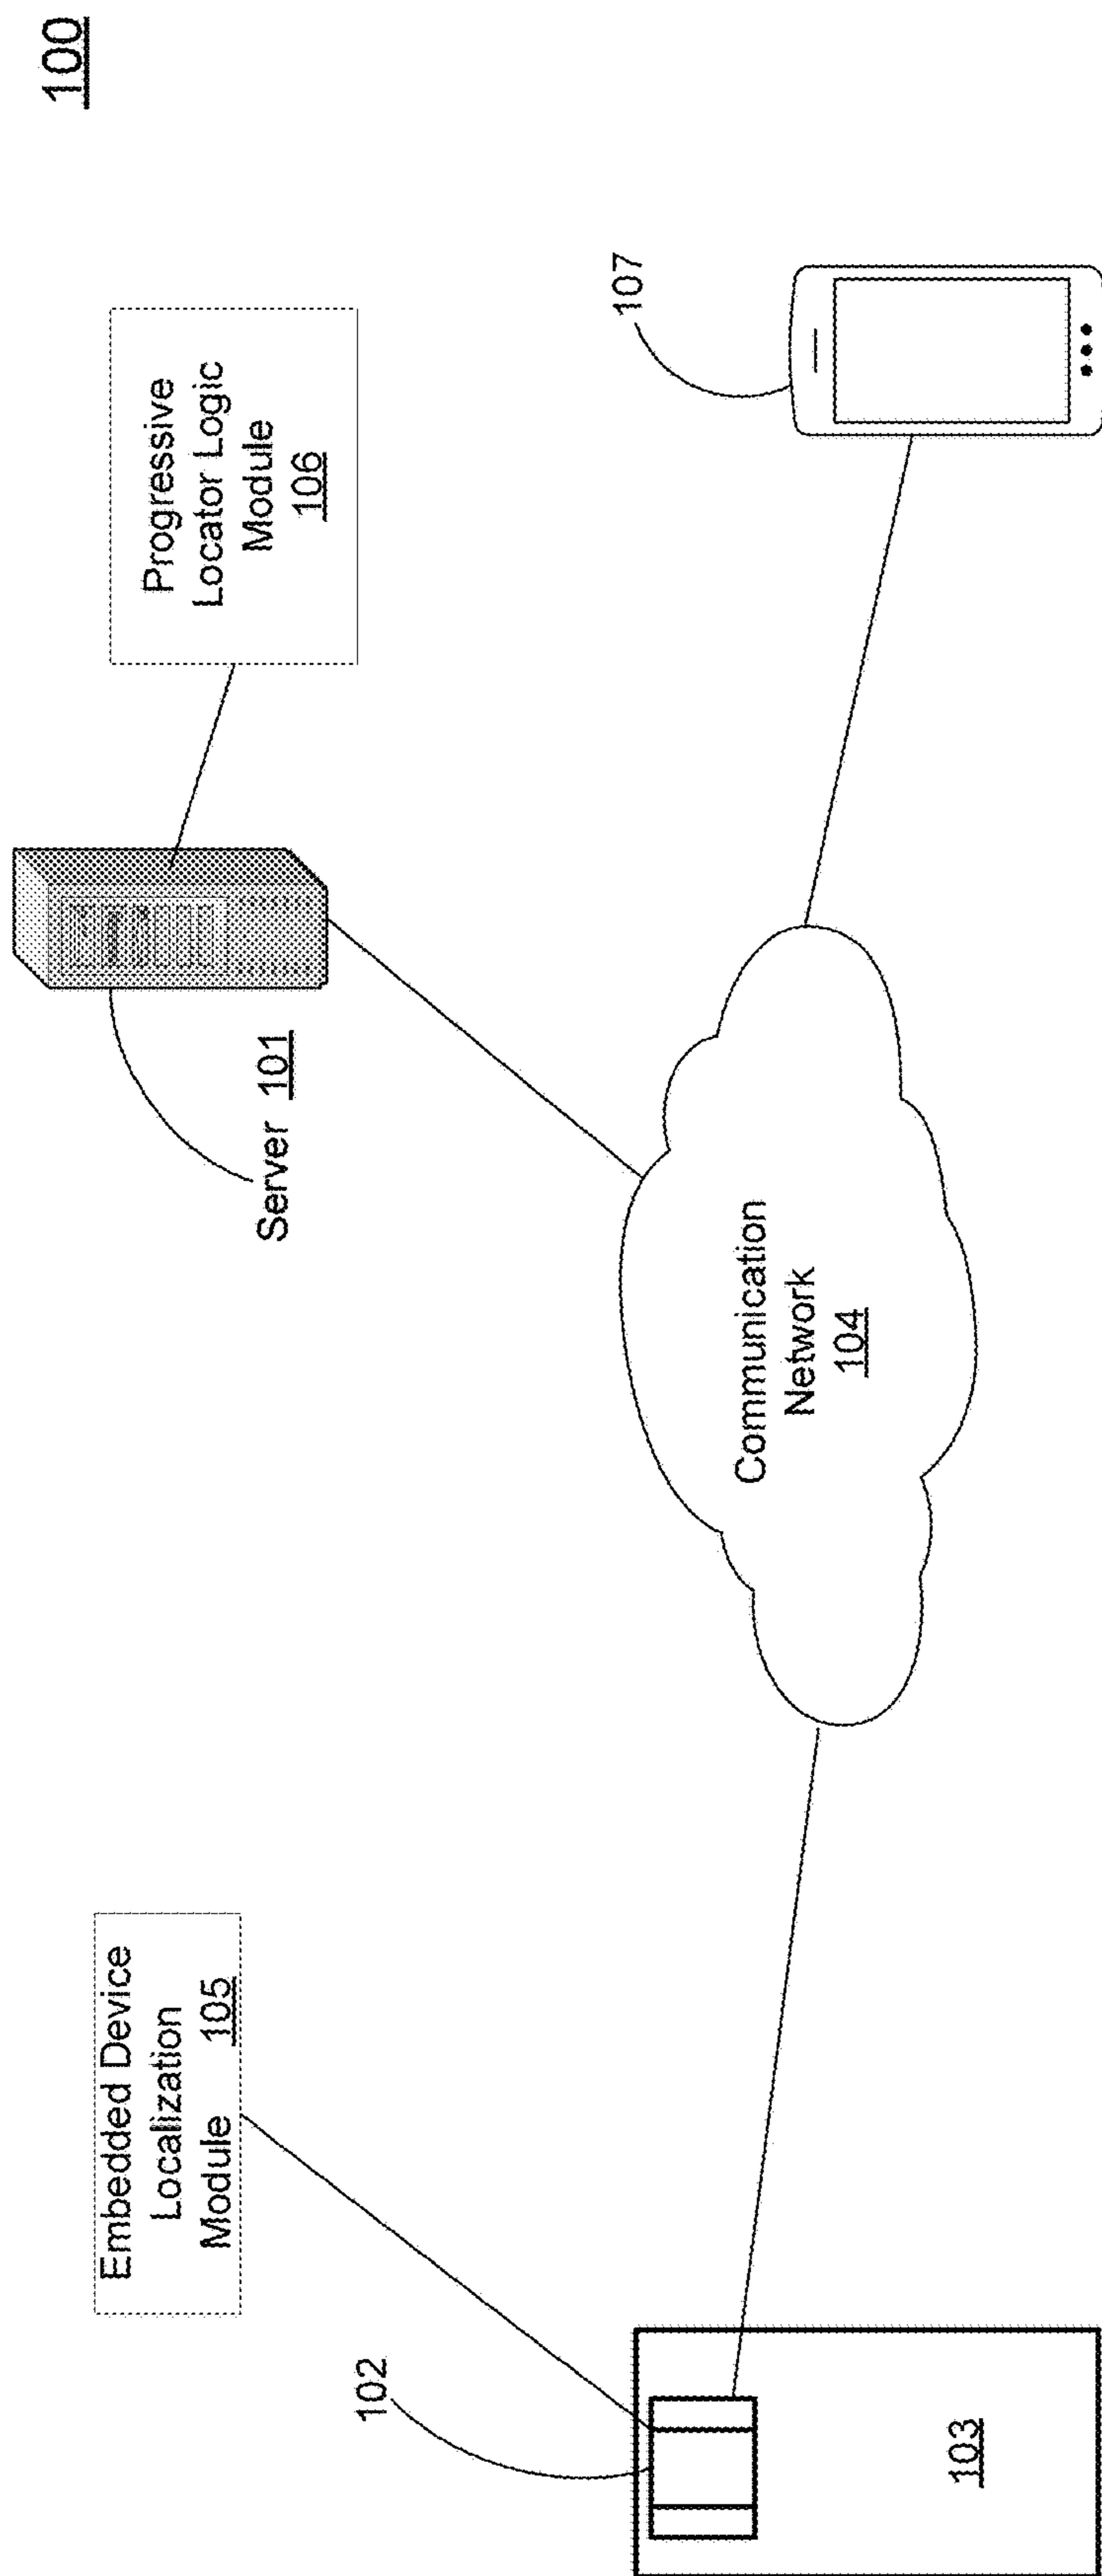 100
Progressive
Locator Logic
Module
106
Server 101
107
Embedded Device
Localization
Module 105
Communication
Network
104
102
103